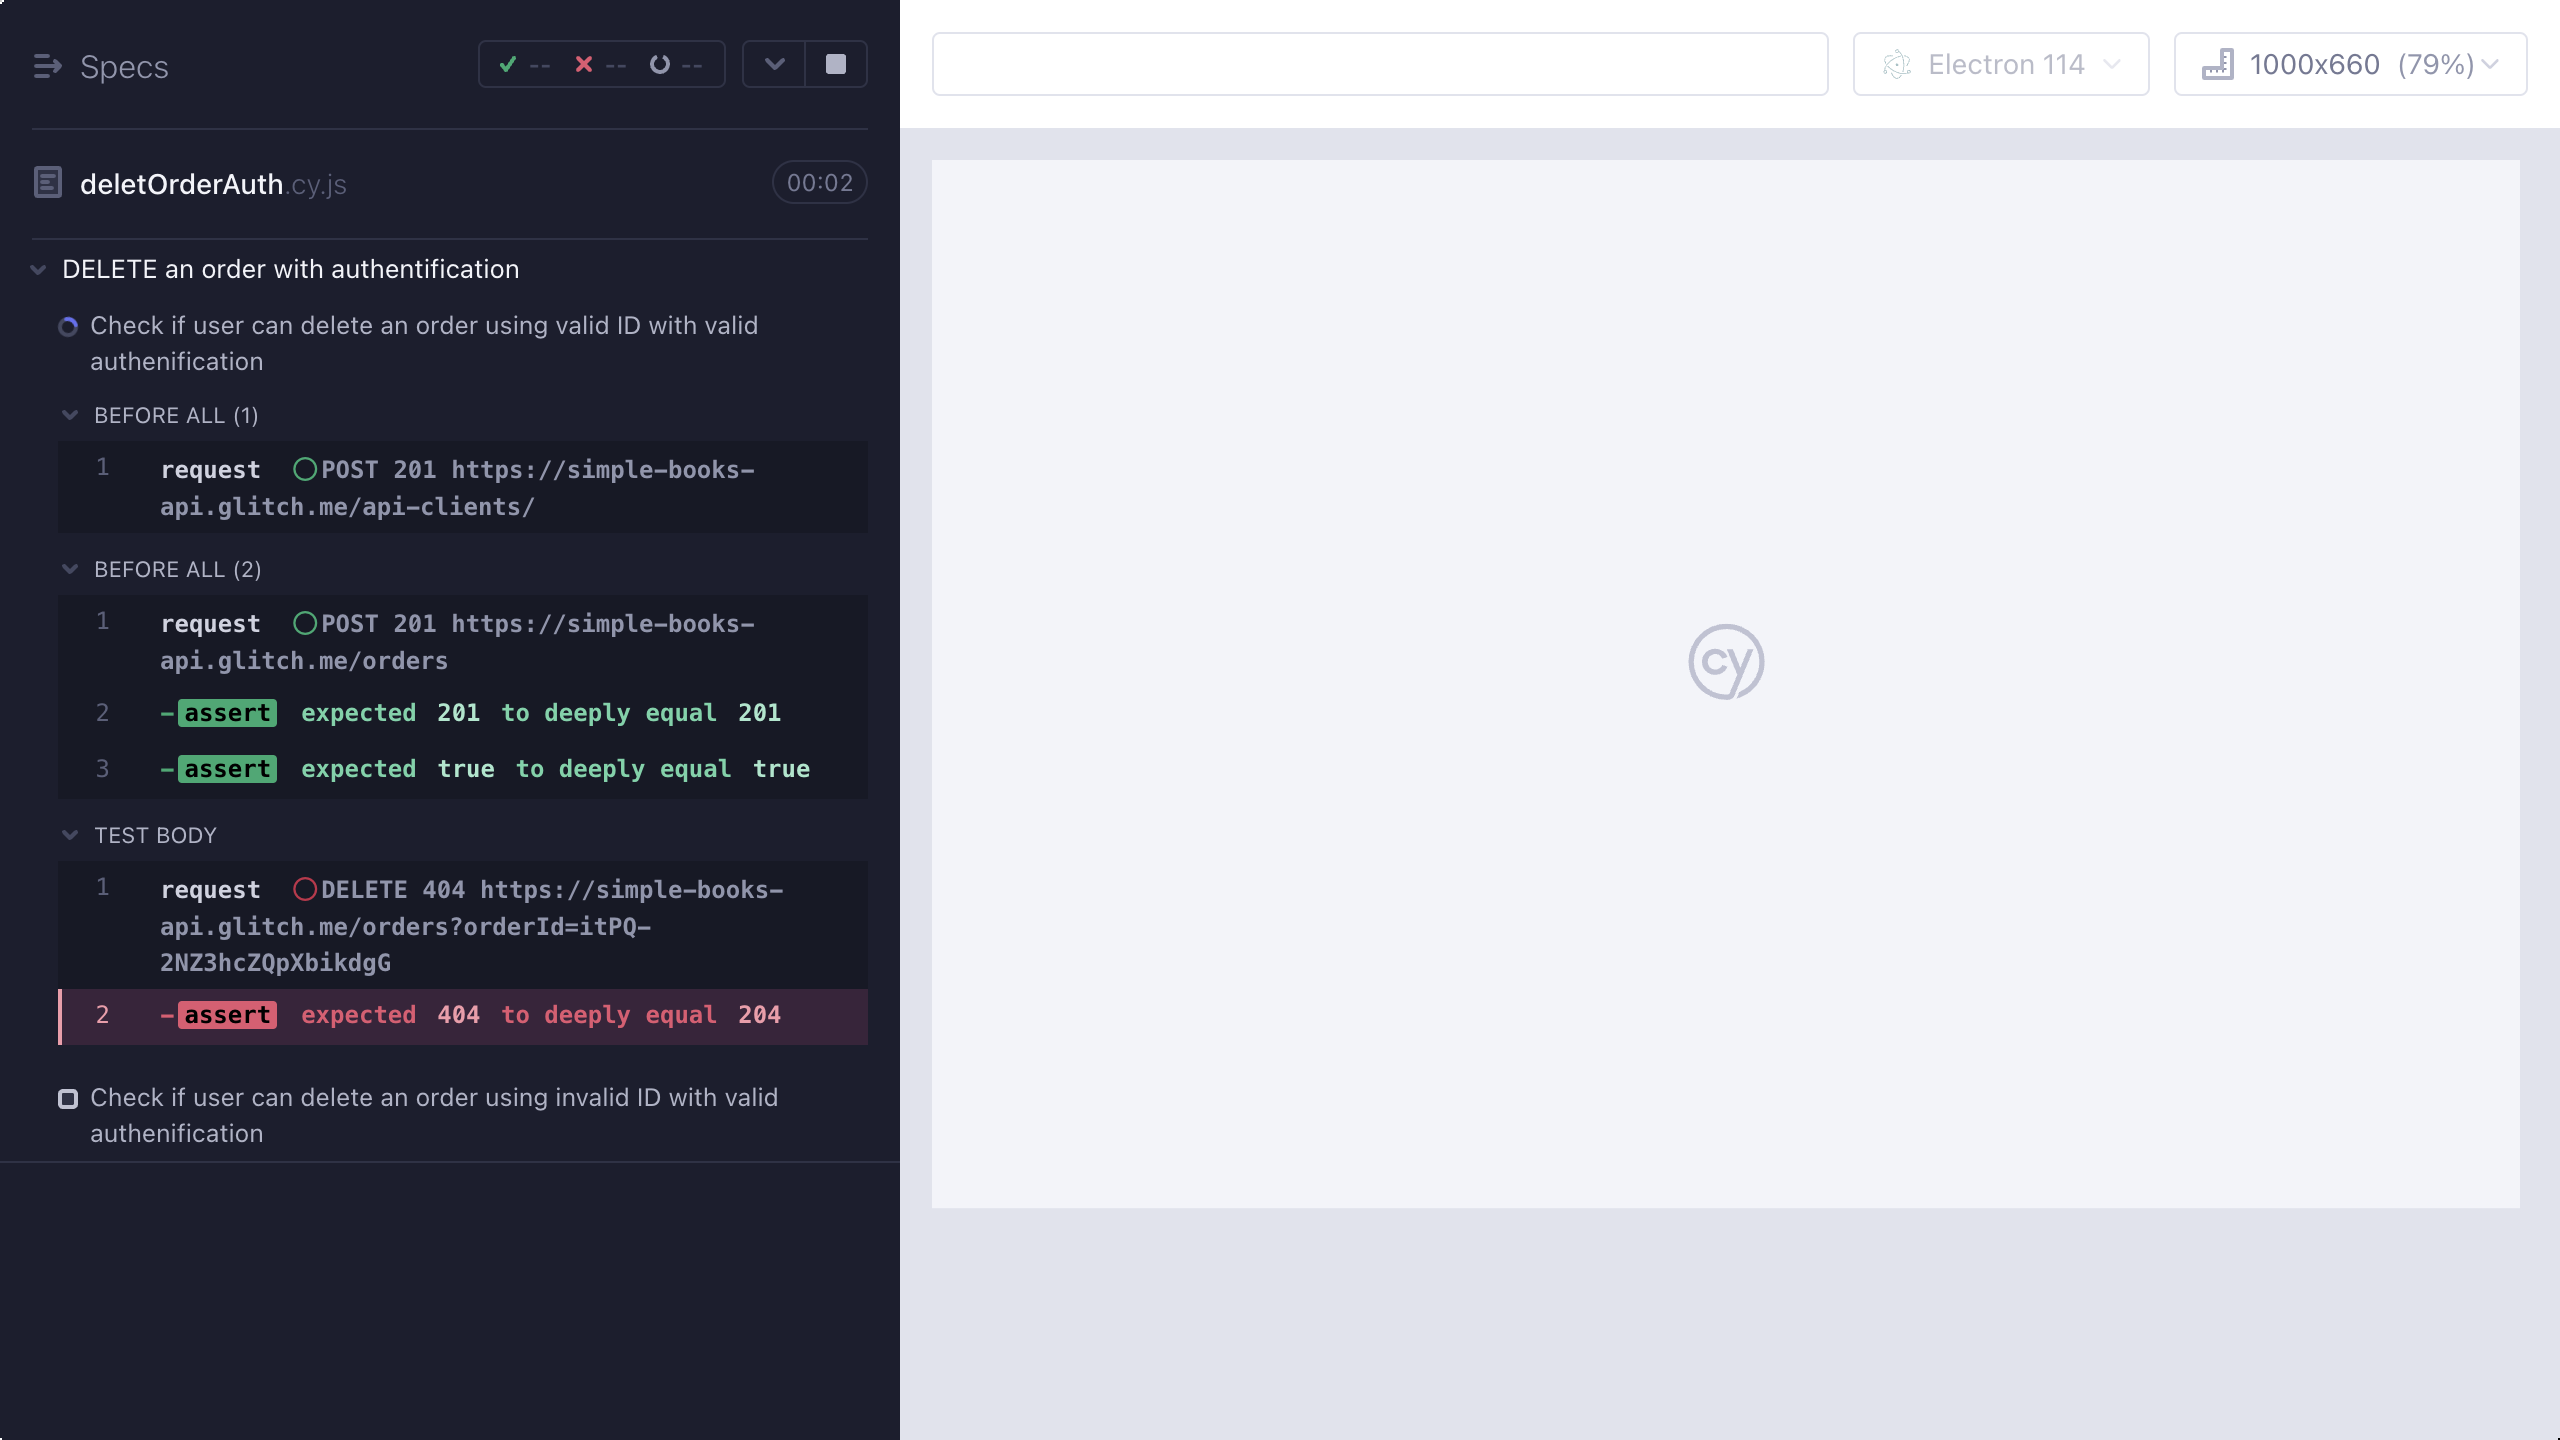 Specs
-- -- --
deletOrderAuth.cy.js
00:02
DELETE an order with authentification
Check if user can delete an order using valid ID with valid
authenification
BEFORE ALL (1)
1 request POST 201 https://simple-books-
api.glitch.me/api-clients/
BEFORE ALL (2)
1 request POST 201 https://simple-books-
api.glitch.me/orders
2 -assert expected 201 to deeply equal 201
3 -assert expected true to deeply equal true
TEST BODY
1 request DELETE 404 https://simple-books-
api.glitch.me/orders?orderId=itPQ-
2NZ3hcZQpXbikdgG
2 -assert expected 404 to deeply equal 204
Check if user can delete an order using invalid ID with valid
authenification
Electron 114
1000x660 (79%)
cy